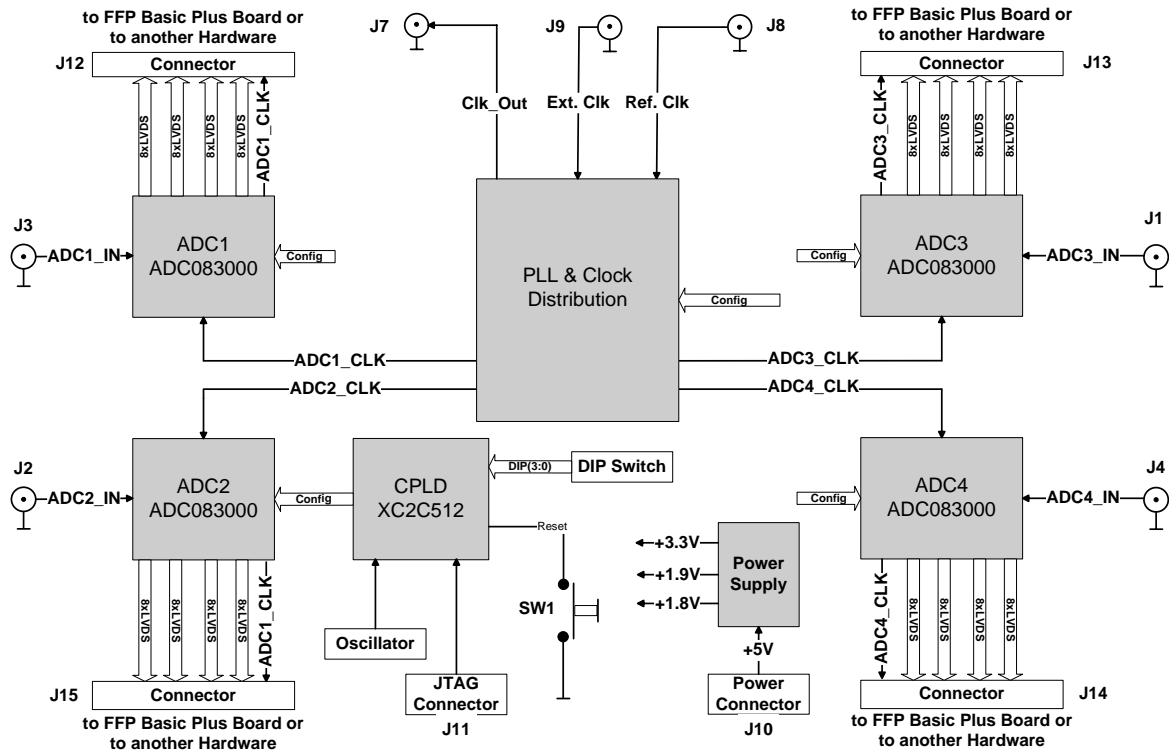 to FFP Basic Plus Board or
to another Hardware
J12
Connector
8xLVDS
8xLVDS
8xLVDS
8xLVDS
ADC1_CLK
J7
J9
J8
Clk_Out
Ext. Clk
Ref. Clk
to FFP Basic Plus Board or
to another Hardware
Connector
J13
ADC3_CLK
8xLVDS
8xLVDS
8xLVDS
8xLVDS
J3
ADC1_IN
ADC1
ADC083000
Config
PLL & Clock
Distribution
Config
Config
ADC3
ADC083000
ADC3_IN
J1
ADC1_CLK
ADC2_CLK
ADC3_CLK
ADC4_CLK
J2
ADC2_IN
ADC2
ADC083000
Config
CPLD
XC2C512
DIP(3:0)
DIP Switch
Reset
SW1
Oscillator
JTAG
Connector
J11
+3.3V
+1.9V
+1.8V
Power
Supply
+5V
Power
Connector
J10
Config
ADC4
ADC083000
ADC4_IN
J4
8xLVDS
8xLVDS
8xLVDS
8xLVDS
ADC1_CLK
J15
Connector
to FFP Basic Plus Board or
to another Hardware
ADC4_CLK
8xLVDS
8xLVDS
8xLVDS
8xLVDS
Connector
J14
to FFP Basic Plus Board or
to another Hardware